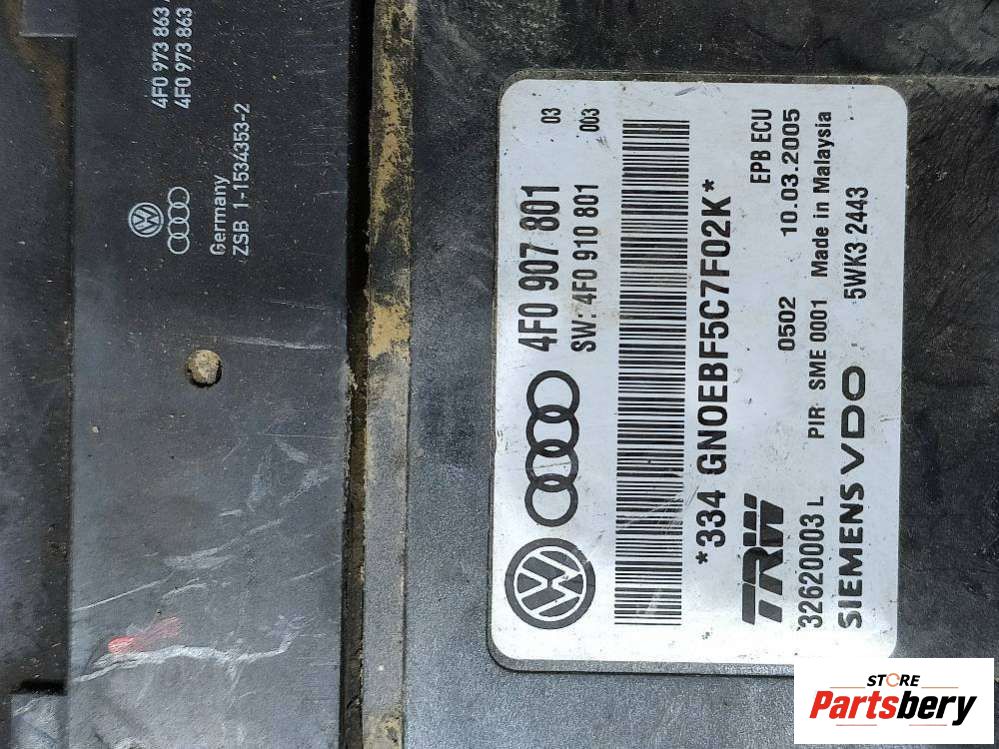 4F0 973 863
4F0 973 863
Germany
ZSB 1-1534353-2
4F0 907 801 03
SW: 4F0 910 801 003
*334 GN0EBF5C7F02K*
TRW EPB ECU
0502 10.03.2005
32620003 L PIR SME 0001 Made in Malaysia
SIEMENS VDO 5WK3 2443
STORE
Partsbery